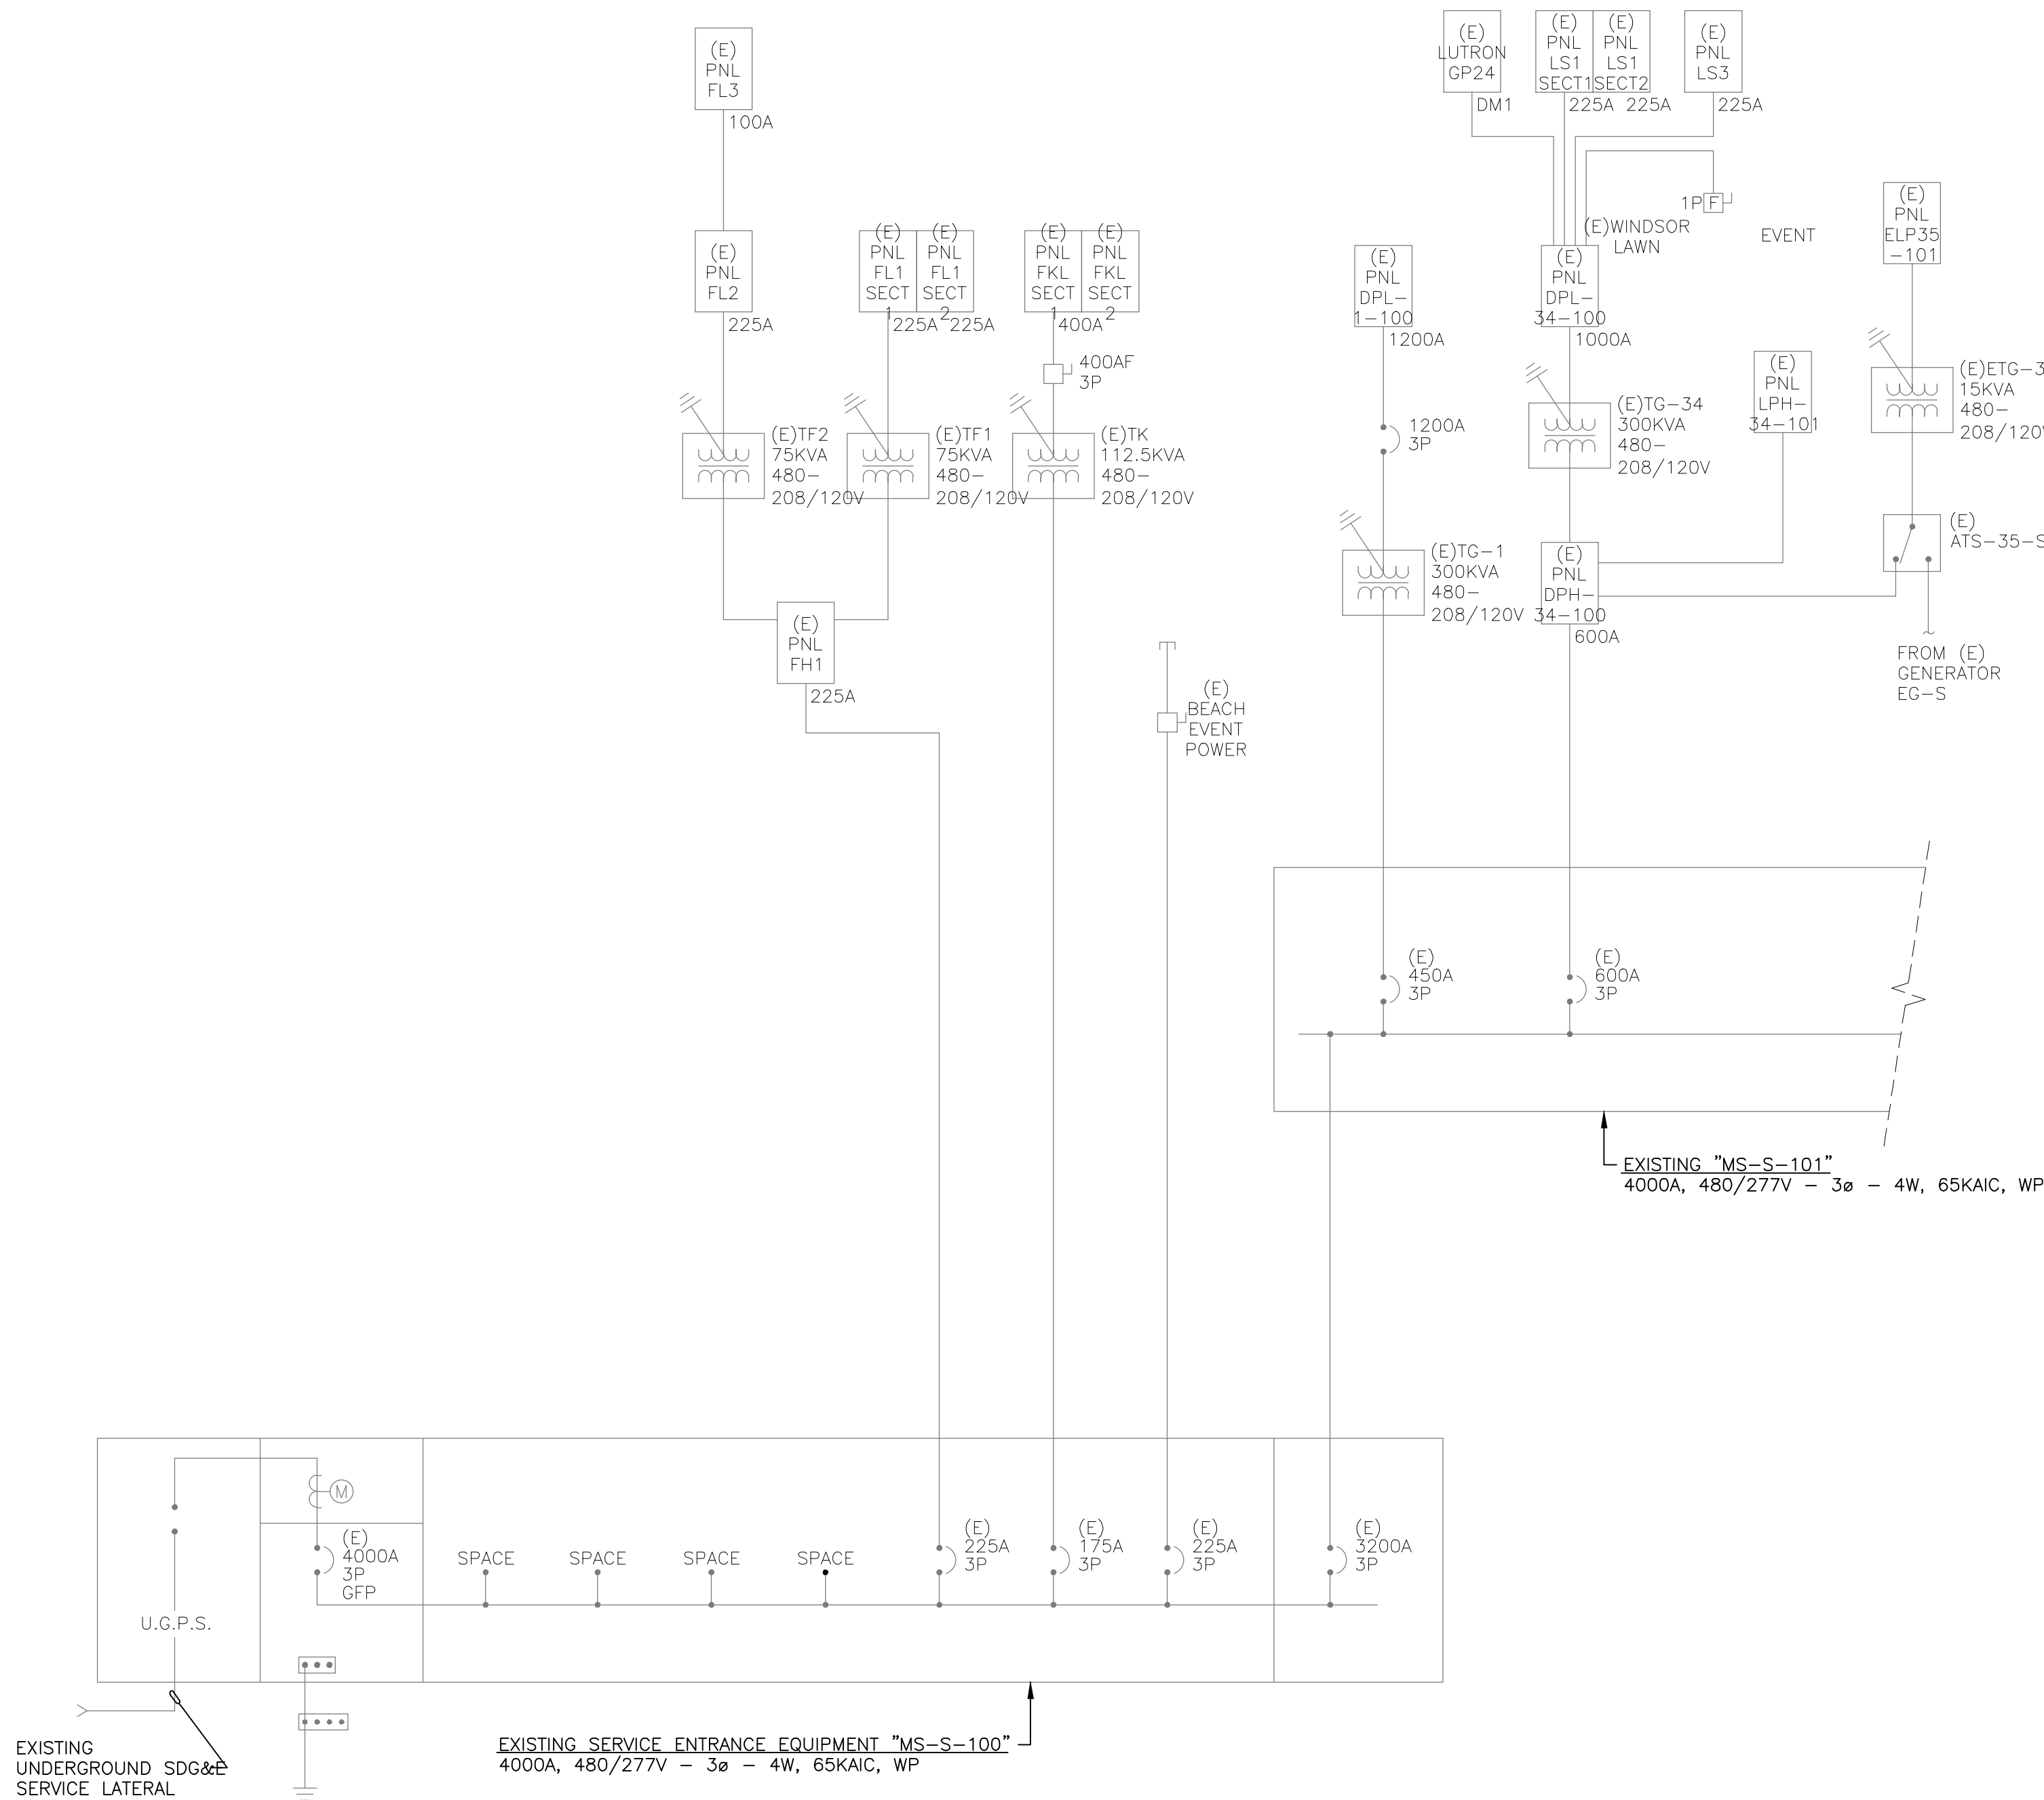 (E)
PNL
FL3
100A
(E)
PNL
FL2
225A
(E)
PNL
FL1
SECT
1
225A
(E)
PNL
FL1
SECT
2
225A
(E)
PNL
FKL
SECT
1
400A
(E)
PNL
FKL
SECT
2
400AF
3P
(E)TF2
75KVA
480-
208/120V
(E)TF1
75KVA
480-
208/120V
(E)TK
112.5KVA
480-
208/120V
(E)
PNL
FH1
225A
(E)
BEACH
EVENT
POWER
(E)
LUTRON
GP24
DM1
(E)
PNL
LS1
SECT1
225A
(E)
PNL
LS1
SECT2
225A
(E)
PNL
LS3
225A
1P F
(E)WINDSOR
LAWN
EVENT
(E)
PNL
DPL-
1-100
1200A
1200A
3P
(E)TG-1
300KVA
480-
208/120V
(E)
PNL
DPL-
34-100
1000A
(E)TG-34
300KVA
480-
208/120V
(E)
PNL
DPH-
34-100
600A
(E)
PNL
LPH-
34-101
(E)
PNL
ELP35
-101
(E)ETG-3
15KVA
480-
208/120V
(E)
ATS-35-S
FROM (E)
GENERATOR
EG-S
(E)
450A
3P
(E)
600A
3P
EXISTING "MS-S-101"
4000A, 480/277V - 3ø - 4W, 65KAIC, WP
M
(E)
4000A
3P
GFP
U.G.P.S.
SPACE
SPACE
SPACE
SPACE
(E)
225A
3P
(E)
175A
3P
(E)
225A
3P
(E)
3200A
3P
EXISTING
UNDERGROUND SDG&E
SERVICE LATERAL
EXISTING SERVICE ENTRANCE EQUIPMENT "MS-S-100"
4000A, 480/277V - 3ø - 4W, 65KAIC, WP